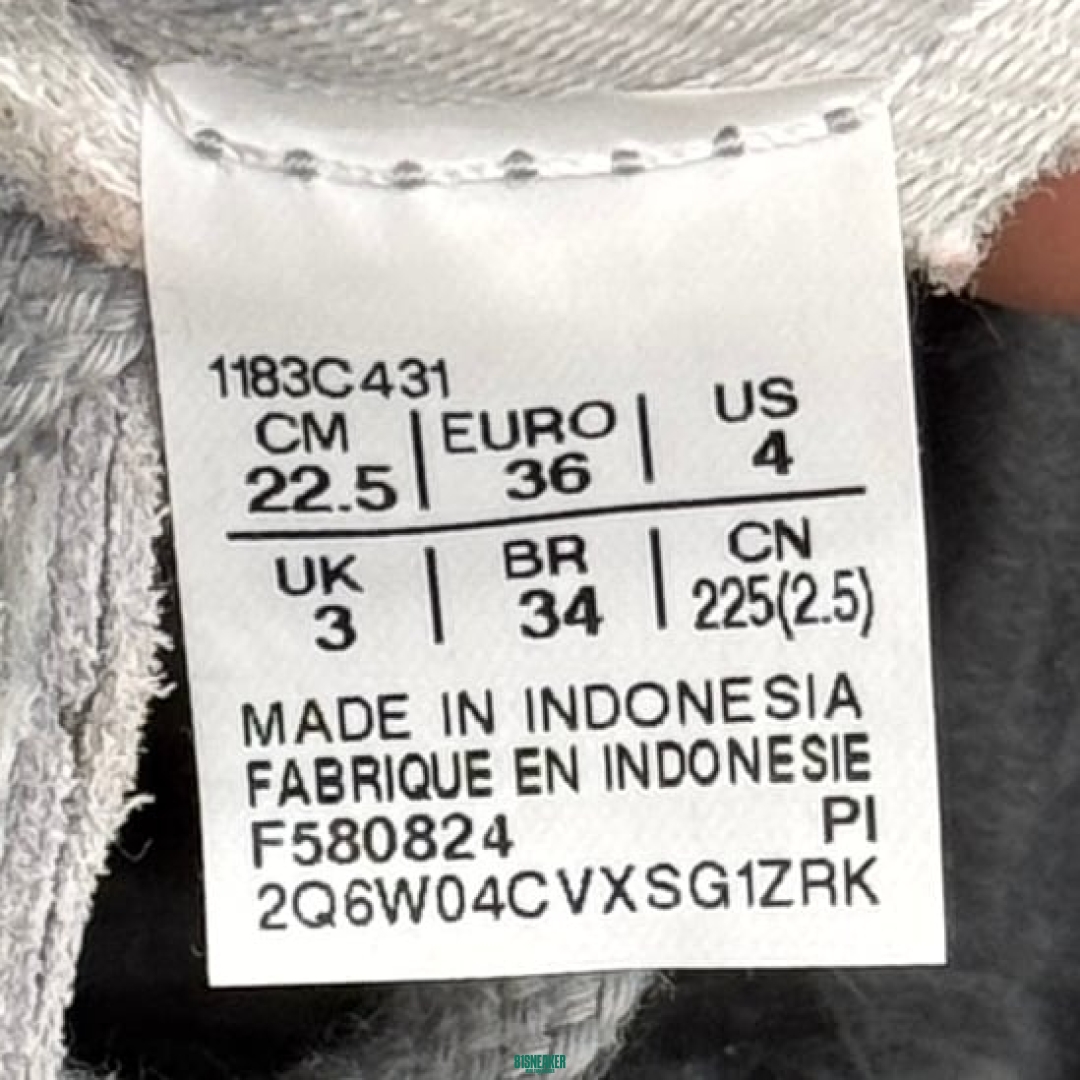 1183C431
CM | EURO | US
22.5 | 36 | 4
UK | BR | CN
3 | 34 | 225(2.5)
MADE IN INDONESIA
FABRIQUE EN INDONESIE
F580824 PI
2Q6W04CVXSG1ZRK